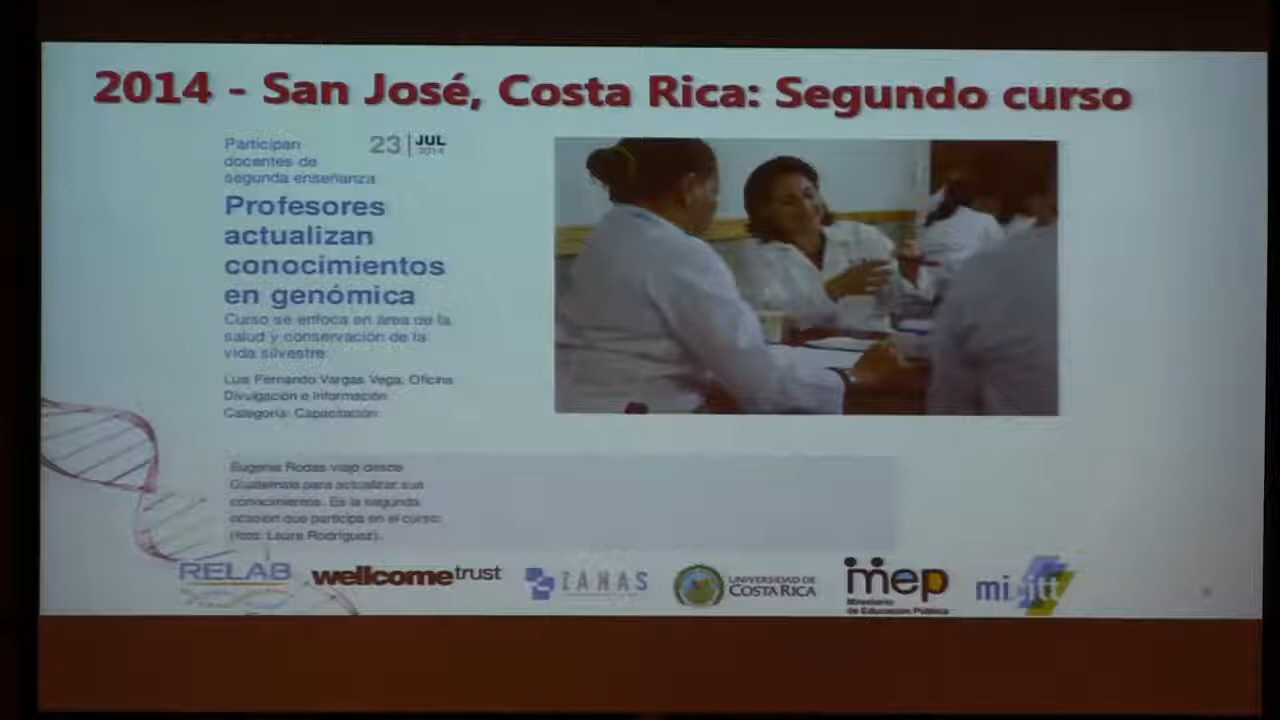 2014 - San José, Costa Rica: Segundo curso
Participan
docentes de
segunda enseñanza
23 JUL
2014
Profesores
actualizan
conocimientos
en genómica
Curso se enfoca en área de la
salud y conservación de la
vida silvestre
Luis Fernando Vargas Vega, Oficina
Divulgación e Información
Categoría: Capacitación
Eugenia Rodas viajó desde
Guatemala para actualizar sus
conocimientos. Es la segunda
ocasión que participa en el curso.
(foto: Laura Rodríguez).
RELAB
wellcometrust
IANAS
UNIVERSIDAD DE
COSTA RICA
mep
Ministerio
de Educación Pública